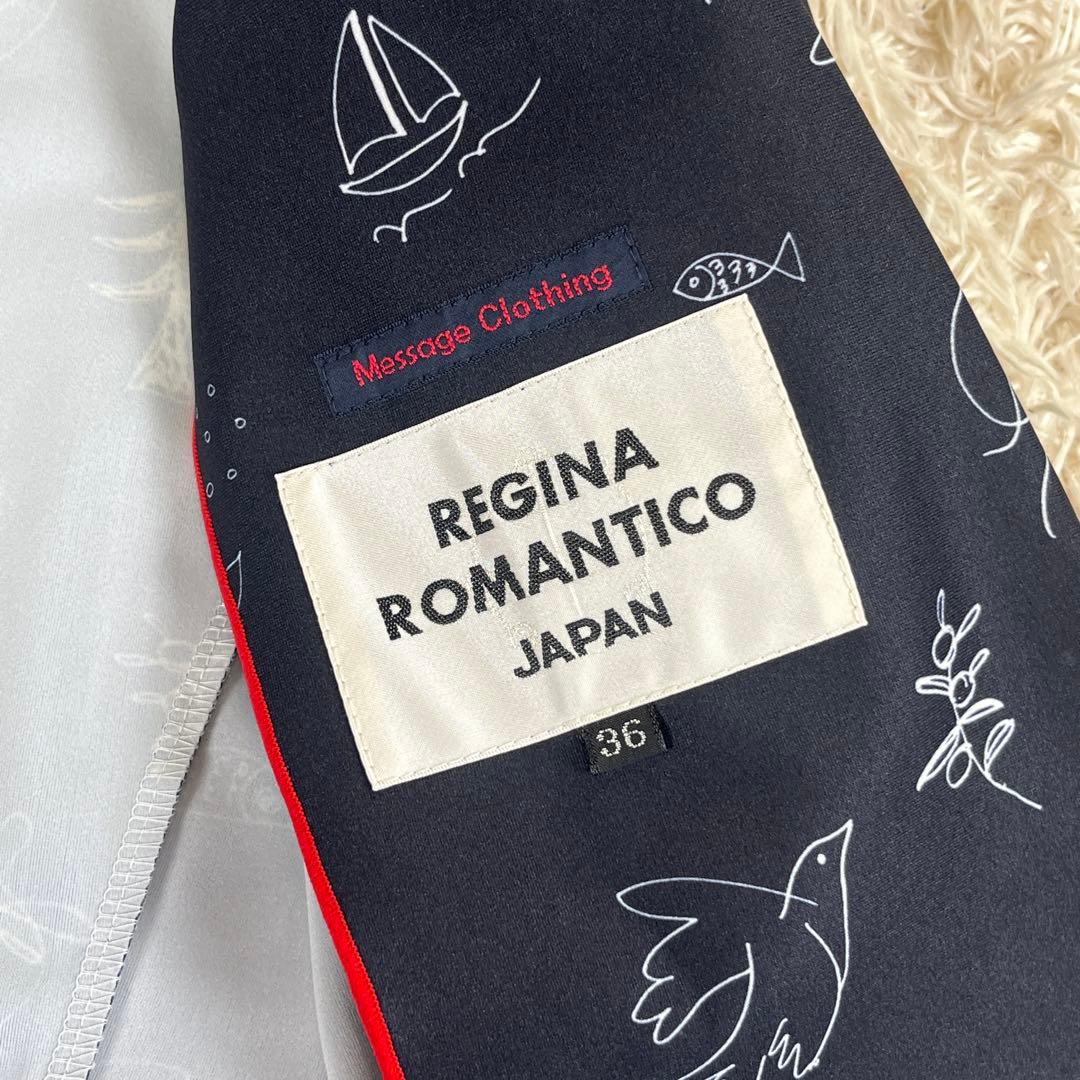 Message Clothing
REGINA
ROMANTICO
JAPAN
36